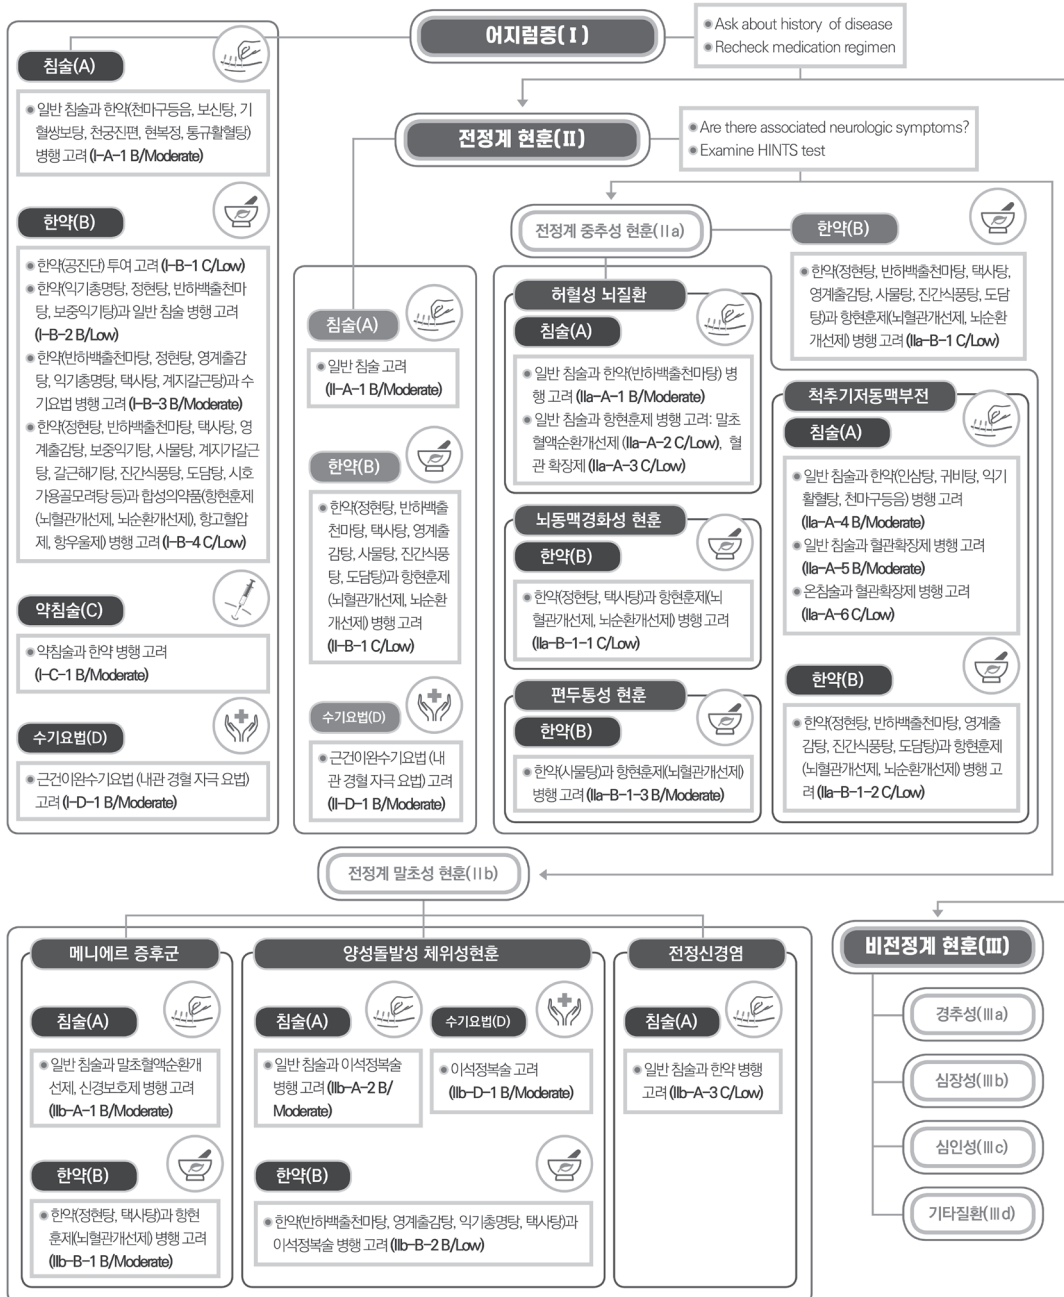 어지럼증(Ⅰ)
Ask about history of disease
Recheck medication regimen
침술(A)
일반 침술과 한약(천마구등음, 보신탕, 기
혈쌍보탕, 천궁진편, 현복정, 통규활혈탕)
병행 고려 (I-A-1 B/Moderate)
한약(B)
한약(공진단) 투여 고려 (I-B-1 C/Low)
한약(익기총명탕, 정현탕, 반하백출천마
탕, 보중익기탕)과 일반 침술 병행 고려
(I-B-2 B/Low)
한약(반하백출천마탕, 정현탕, 영계출감
탕, 익기총명탕, 택사탕, 계지갈근탕)과 수
기요법 병행 고려 (I-B-3 B/Moderate)
한약(정현탕, 반하백출천마탕, 택사탕, 영
계출감탕, 보중익기탕, 사물탕, 계지가갈근
탕, 갈근해기탕, 진간식풍탕, 도담탕, 시호
가용골모려탕 등)과 합성의약품(항현훈제
(뇌혈관개선제, 뇌순환개선제), 항고혈압
제, 항우울제) 병행 고려 (I-B-4 C/Low)
약침술(C)
약침술과 한약 병행 고려
(I-C-1 B/Moderate)
수기요법(D)
근건이완수기요법 (내관 경혈 자극 요법)
고려 (I-D-1 B/Moderate)
전정계 현훈(Ⅱ)
Are there associated neurologic symptoms?
Examine HINTS test
침술(A)
일반 침술 고려
(II-A-1 B/Moderate)
한약(B)
한약(정현탕, 반하백출
천마탕, 택사탕, 영계출
감탕, 사물탕, 진간식풍
탕, 도담탕)과 항현훈제
(뇌혈관개선제, 뇌순환
개선제) 병행 고려
(II-B-1 C/Low)
수기요법(D)
근건이완수기요법 (내
관 경혈 자극 요법) 고려
(II-D-1 B/Moderate)
전정계 중추성 현훈(Ⅱa)
한약(B)
한약(정현탕, 반하백출천마탕, 택사탕,
영계출감탕, 사물탕, 진간식풍탕, 도담
탕)과 항현훈제(뇌혈관개선제, 뇌순환
개선제) 병행 고려 (IIa-B-1 C/Low)
허혈성 뇌질환
침술(A)
일반 침술과 한약(반하백출천마탕) 병
행 고려 (IIa-A-1 B/Moderate)
일반 침술과 항현훈제 병행 고려: 말초
혈액순환개선제 (IIa-A-2 C/Low), 혈
관 확장제 (IIa-A-3 C/Low)
뇌동맥경화성 현훈
한약(B)
한약(정현탕, 택사탕)과 항현훈제(뇌
혈관개선제, 뇌순환개선제) 병행 고려
(IIa-B-1-1 C/Low)
편두통성 현훈
한약(B)
한약(사물탕)과 항현훈제(뇌혈관개선제)
병행 고려 (IIa-B-1-3 B/Moderate)
척추기저동맥부전
침술(A)
일반 침술과 한약(인삼탕, 귀비탕, 익기
활혈탕, 천마구등음) 병행 고려
(IIa-A-4 B/Moderate)
일반 침술과 혈관확장제 병행 고려
(IIa-A-5 B/Moderate)
온침술과 혈관확장제 병행 고려
(IIa-A-6 C/Low)
한약(B)
한약(정현탕, 반하백출천마탕, 영계출
감탕, 진간식풍탕, 도담탕)과 항현훈제
(뇌혈관개선제, 뇌순환개선제) 병행 고
려 (IIa-B-1-2 C/Low)
전정계 말초성 현훈(Ⅱb)
메니에르 증후군
침술(A)
일반 침술과 말초혈액순환개
선제, 신경보호제 병행 고려
(IIb-A-1 B/Moderate)
한약(B)
한약(정현탕, 택사탕)과 항현
훈제(뇌혈관개선제) 병행 고려
(IIb-B-1 B/Moderate)
양성돌발성 체위성현훈
침술(A)
일반 침술과 이석정복술
병행 고려 (IIb-A-2 B/
Moderate)
수기요법(D)
이석정복술 고려
(IIb-D-1 B/Moderate)
한약(B)
한약(반하백출천마탕, 영계출감탕, 익기총명탕, 택사탕)과
이석정복술 병행 고려 (IIb-B-2 B/Low)
전정신경염
침술(A)
일반 침술과 한약 병행
고려 (IIb-A-3 C/Low)
비전정계 현훈(Ⅲ)
경추성(Ⅲa)
심장성(Ⅲb)
심인성(Ⅲc)
기타질환(Ⅲd)